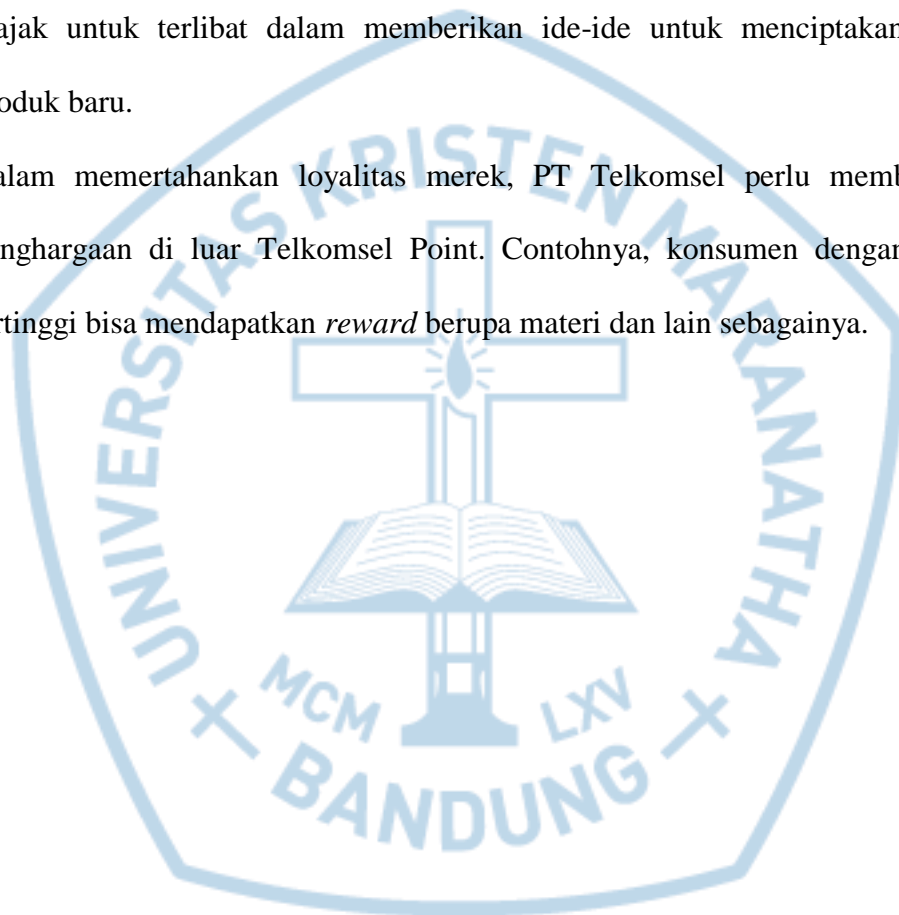 ajak untuk terlibat dalam memberikan ide-ide untuk menciptakan
oduk baru.
alam memertahankan loyalitas merek, PT Telkomsel perlu memb
nghargaan di luar Telkomsel Point. Contohnya, konsumen dengan
rtinggi bisa mendapatkan reward berupa materi dan lain sebagainya.
UNIVERSITAS KRISTEN MARANATHA
MCM LXV
BANDUNG